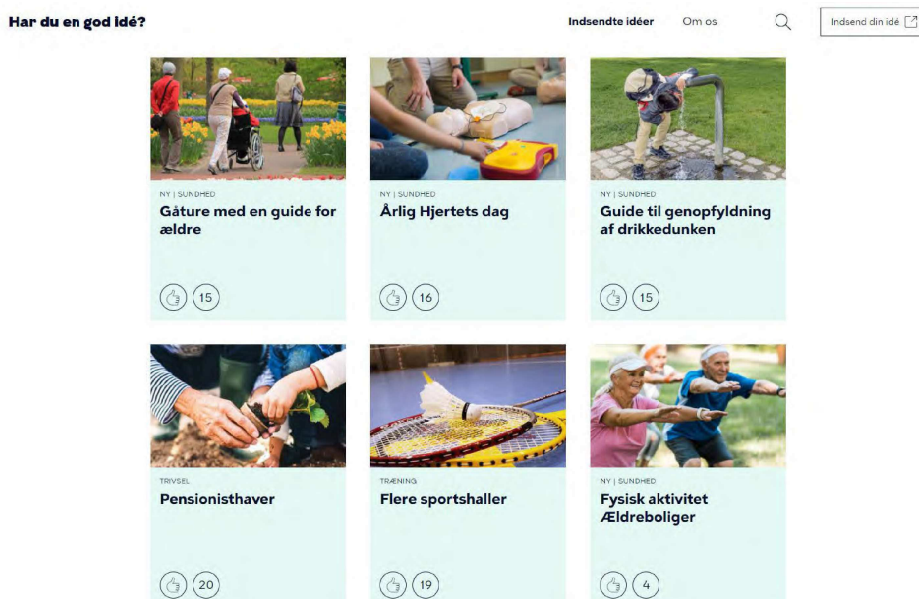 Har du en god idé?
Indsendte idéer
Om os
Indsend din idé
NY | SUNDHED
Gåture med en guide for
ældre
15
NY | SUNDHED
Årlig Hjertets dag
16
NY | SUNDHED
Guide til genopfyldning
af drikkedunken
15
TRIVSEL
Pensionisthaver
20
TRÆNING
Flere sportshaller
19
NY | SUNDHED
Fysisk aktivitet
Ældreboliger
4